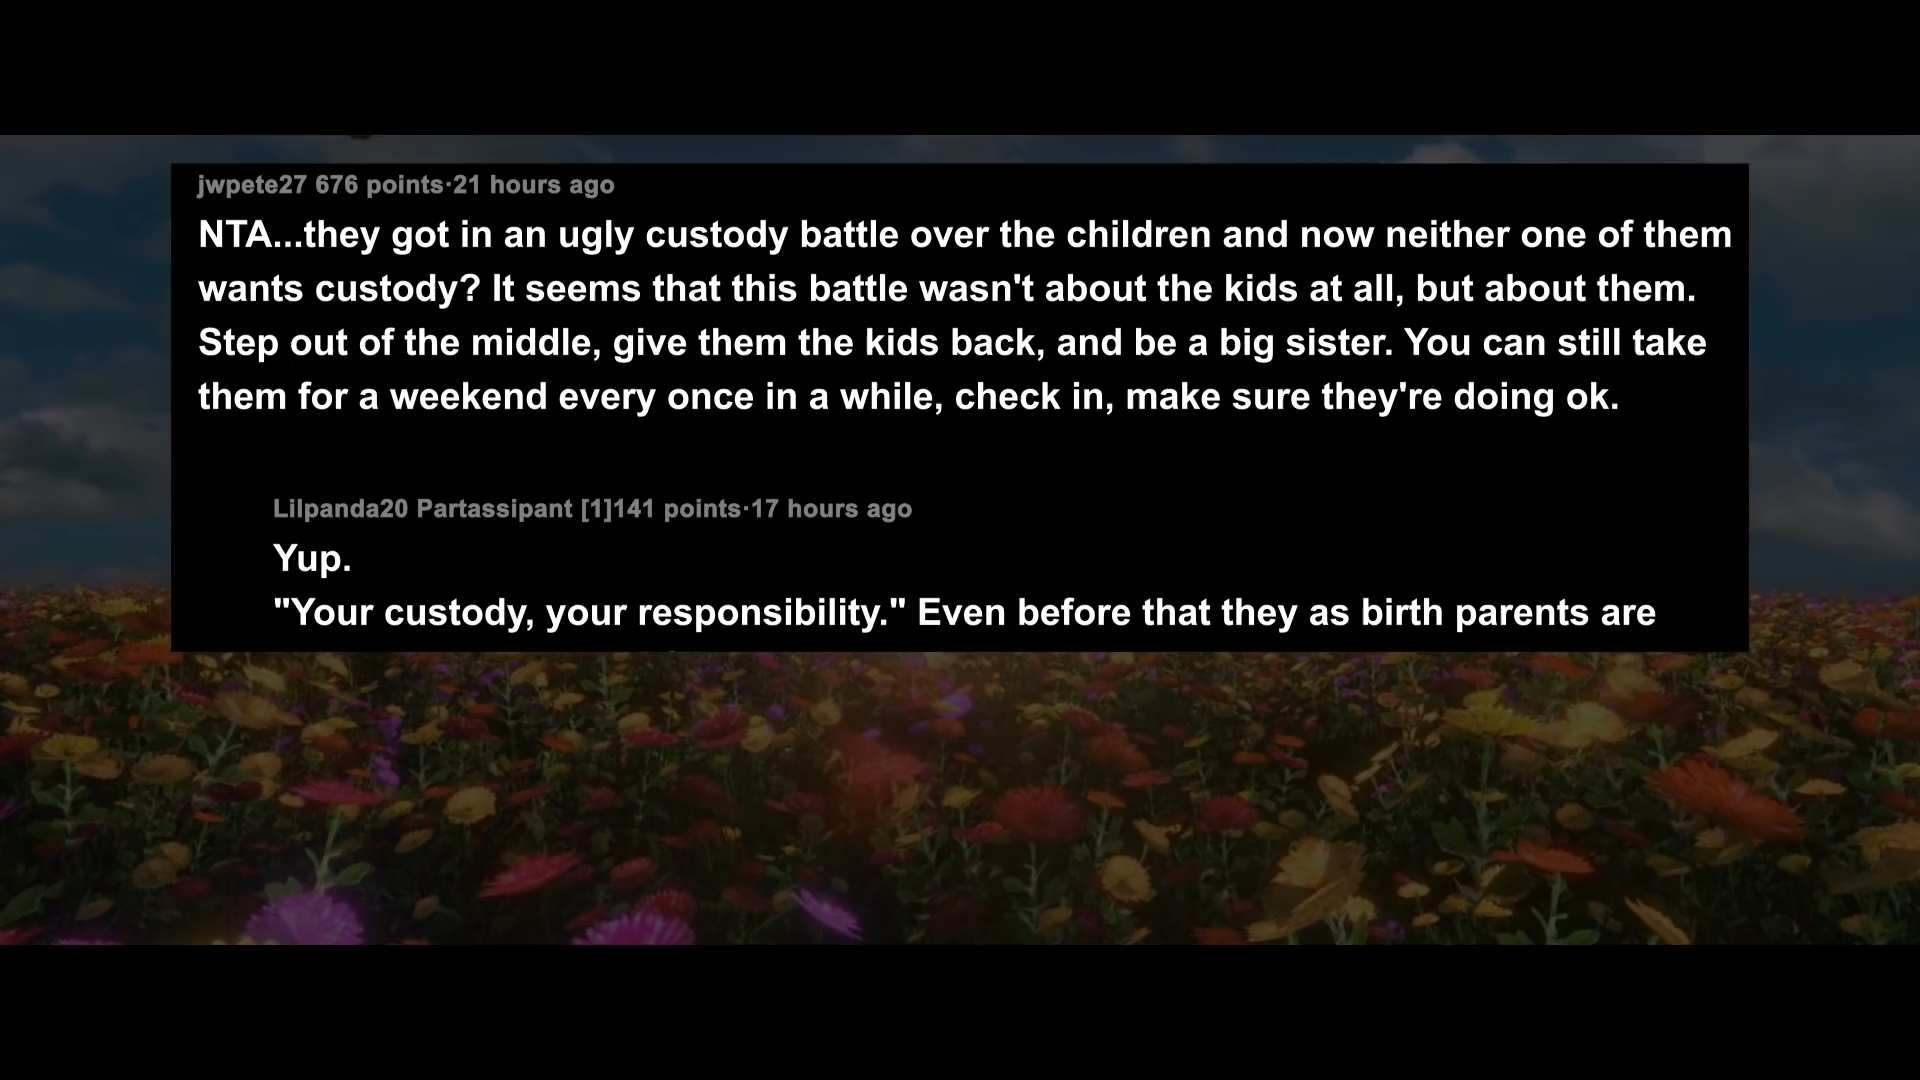 jwpete27 676 points·21 hours ago
NTA...they got in an ugly custody battle over the children and now neither one of them
wants custody? It seems that this battle wasn't about the kids at all, but about them.
Step out of the middle, give them the kids back, and be a big sister. You can still take
them for a weekend every once in a while, check in, make sure they're doing ok.
Lilpanda20 Partassipant [1]141 points·17 hours ago
Yup.
"Your custody, your responsibility." Even before that they as birth parents are